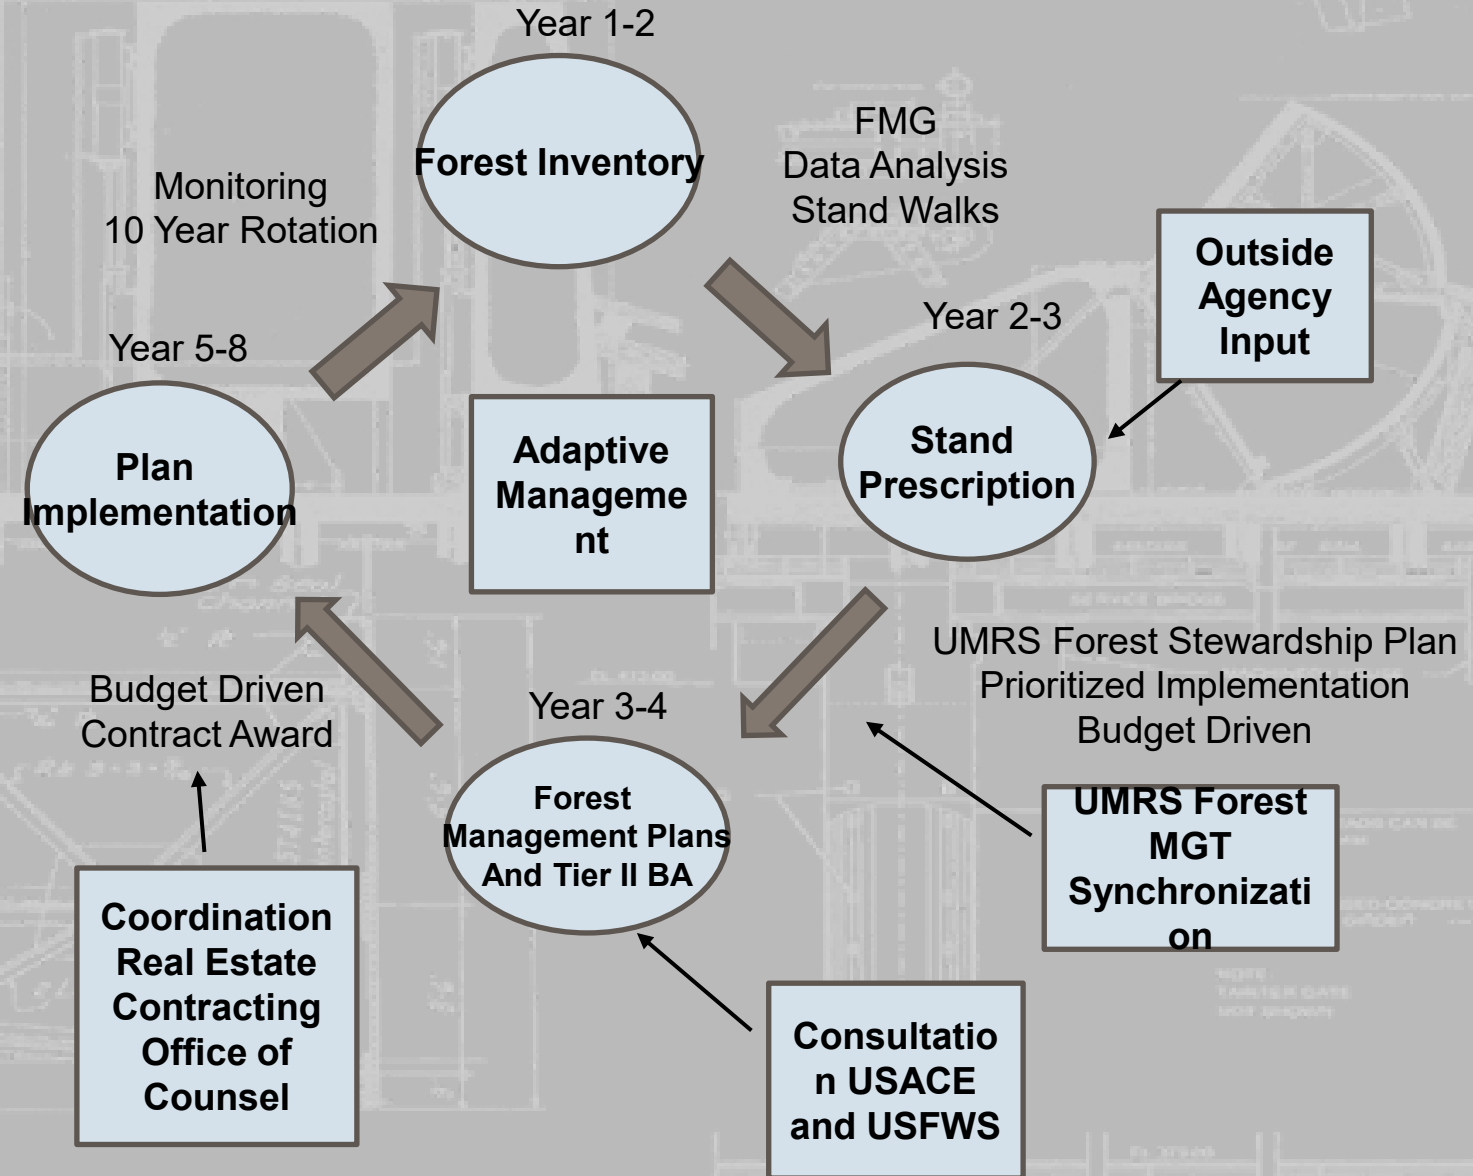 Year 1-2
Forest Inventory
FMG
Data Analysis
Stand Walks
Monitoring
10 Year Rotation
Outside
Agency
Input
Year 2-3
Stand
Prescription
Year 5-8
Plan
Implementation
Adaptive
Manageme
nt
UMRS Forest Stewardship Plan
Prioritized Implementation
Budget Driven
Budget Driven
Contract Award
Year 3-4
Forest
Management Plans
And Tier II BA
UMRS Forest
MGT
Synchronizati
on
Coordination
Real Estate
Contracting
Office of
Counsel
Consultatio
n USACE
and USFWS
SERVICE BRIDGE